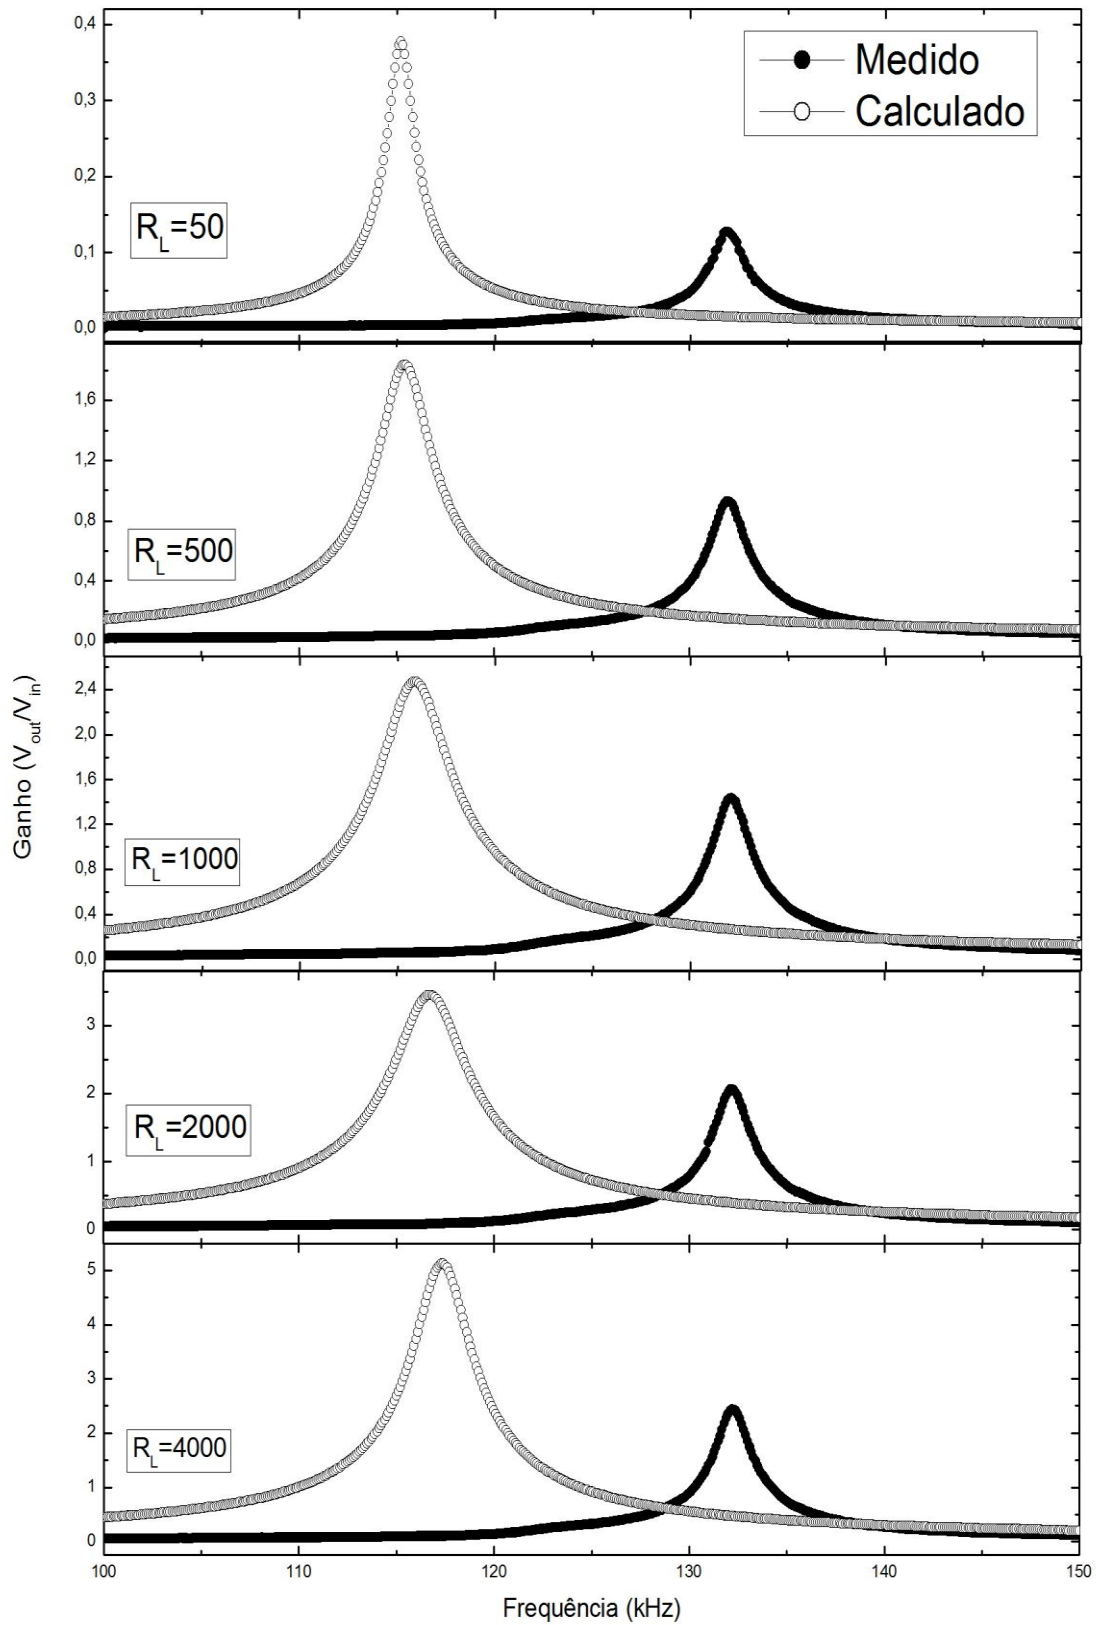 Medido
Calculado
0,4
0,3
0,2
0,1
0,0
R_L=50
1,6
1,2
0,8
0,4
0,0
R_L=500
Ganho (V_out/V_in)
2,4
2,0
1,6
1,2
0,8
0,4
0,0
R_L=1000
3
2
1
0
R_L=2000
5
4
3
2
1
0
R_L=4000
100 110 120 130 140 150
Frequência (kHz)